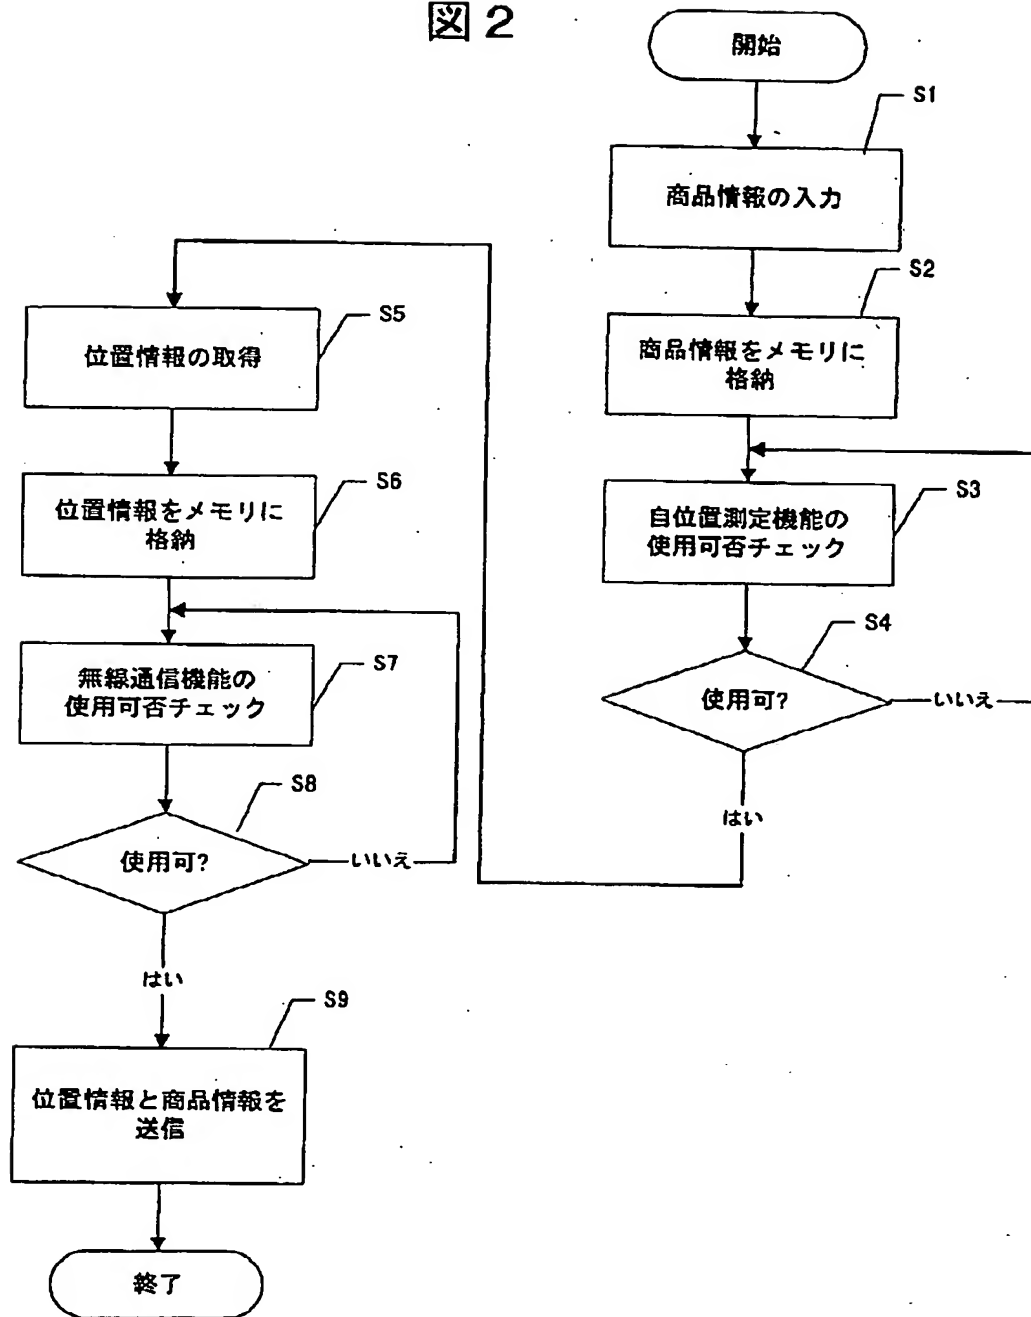 図2
開始
S1
商品情報の入力
S2
商品情報をメモリに
格納
S3
自位置測定機能の
使用可否チェック
S4
使用可?
いいえ
はい
S5
位置情報の取得
S6
位置情報をメモリに
格納
S7
無線通信機能の
使用可否チェック
S8
使用可?
いいえ
はい
S9
位置情報と商品情報を
送信
終了